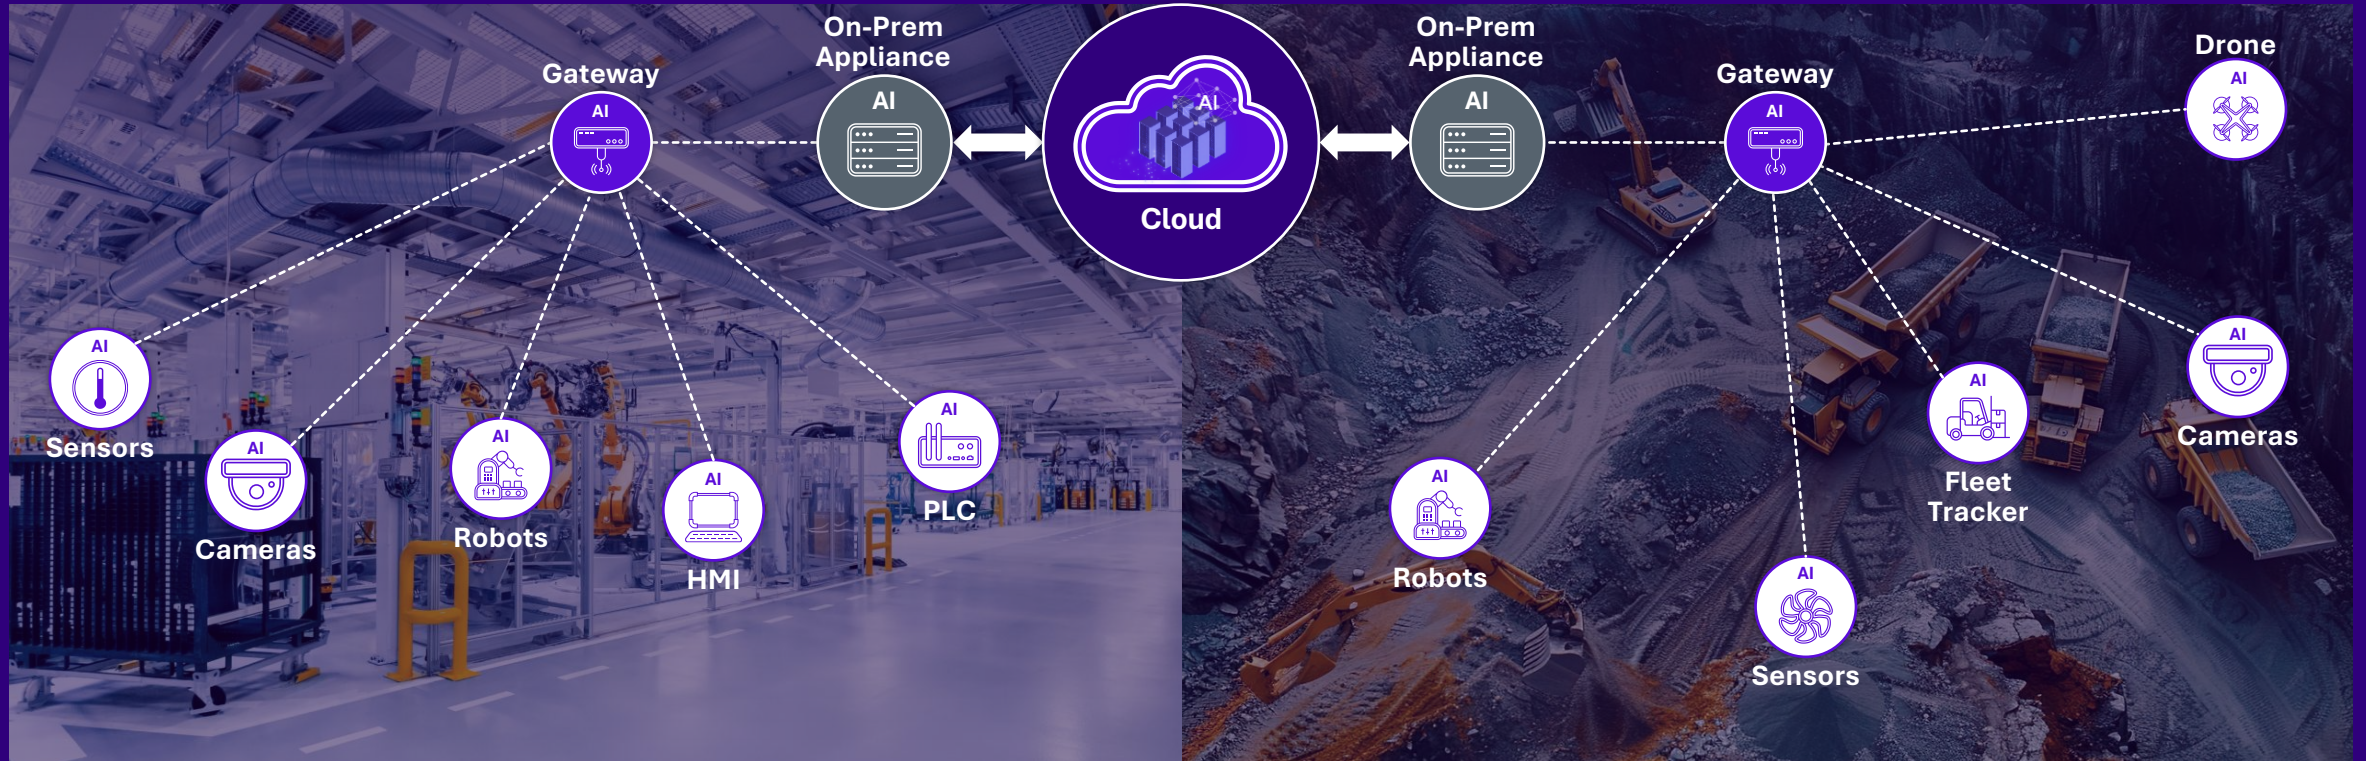 On-Prem
Appliance
AI
Gateway
AI
AI
Cloud
On-Prem
Appliance
AI
Gateway
AI
Drone
AI
AI
Sensors
AI
Cameras
AI
Robots
AI
HMI
AI
PLC
AI
Robots
AI
Sensors
AI
Fleet
Tracker
AI
Cameras